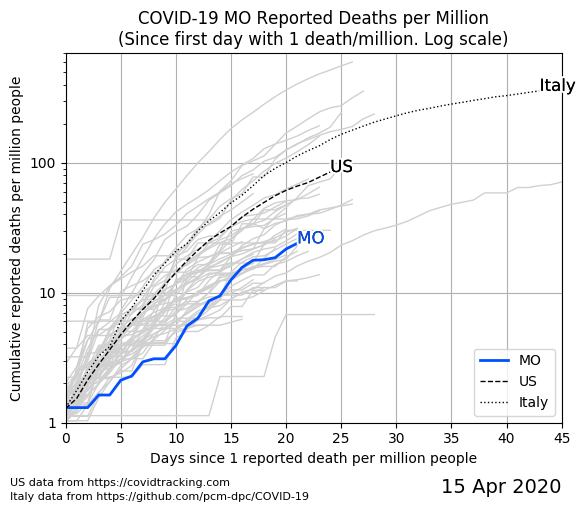 COVID-19 MO Reported Deaths per Million
(Since first day with 1 death/million. Log scale)
Cumulative reported deaths per million people
100
10
1
Italy
US
MO
MO
US
Italy
0 5 10 15 20 25 30 35 40 45
Days since 1 reported death per million people
US data from https://covidtracking.com
Italy data from https://github.com/pcm-dpc/COVID-19
15 Apr 2020